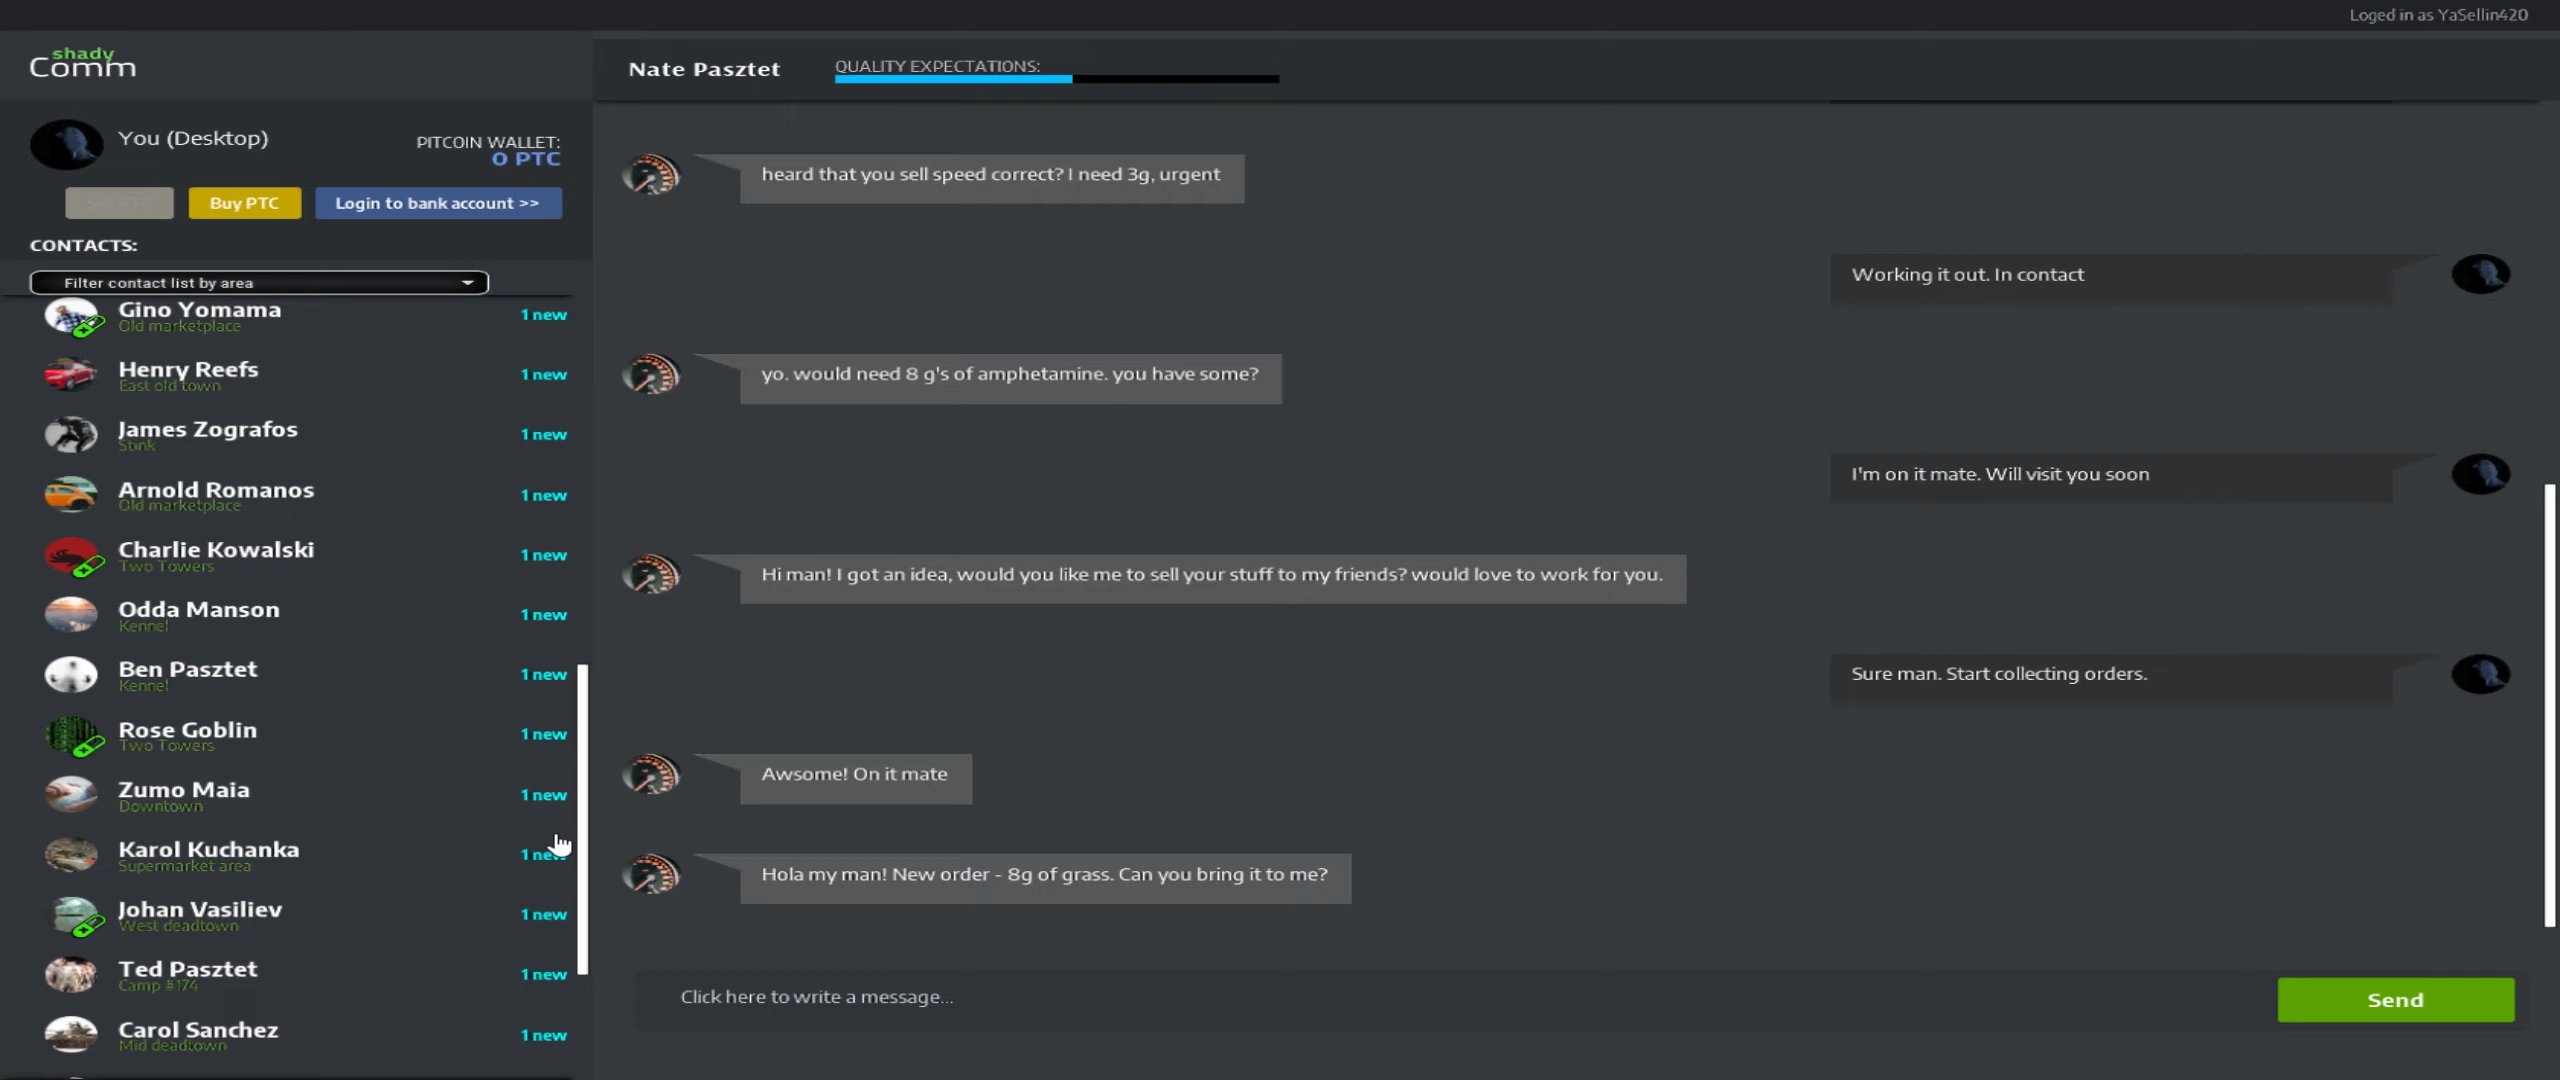 Loged in as YaSellin420
shady
Comm
Nate Pasztet
QUALITY EXPECTATIONS:
You (Desktop)
PITCOIN WALLET:
0 PTC
Buy PTC
Login to bank account >>
CONTACTS:
Filter contact list by area
Gino Yomama
Old marketplace
1 new
Henry Reefs
East old town
1 new
James Zografos
Stink
1 new
Arnold Romanos
Old marketplace
1 new
Charlie Kowalski
Two Towers
1 new
Odda Manson
Kennel
1 new
Ben Pasztet
Kennel
1 new
Rose Goblin
Two Towers
1 new
Zumo Maia
Downtown
1 new
Karol Kuchanka
Supermarket area
1 new
Johan Vasiliev
West deadtown
1 new
Ted Pasztet
Camp #174
1 new
Carol Sanchez
Mid deadtown
1 new
heard that you sell speed correct? I need 3g, urgent
Working it out. In contact
yo. would need 8 g's of amphetamine. you have some?
I'm on it mate. Will visit you soon
Hi man! I got an idea, would you like me to sell your stuff to my friends? would love to work for you.
Sure man. Start collecting orders.
Awsome! On it mate
Hola my man! New order - 8g of grass. Can you bring it to me?
Click here to write a message...
Send